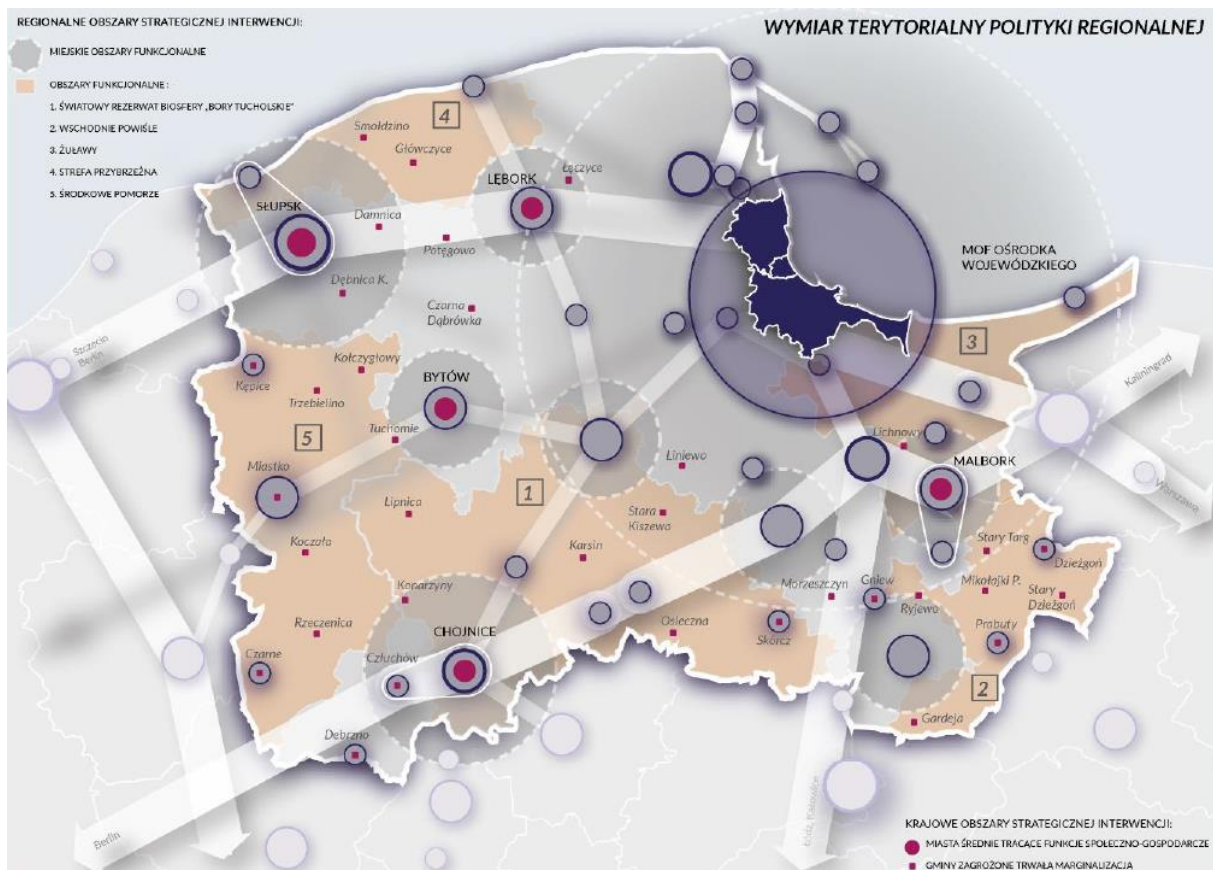 REGIONALNE OBSZARY STRATEGICZNEJ INTERWENCJI:
WYMIAR TERYTORIALNY POLITYKI REGIONALNEJ
MIEJSKIE OBSZARY FUNKCJONALNE
OBSZARY FUNKCJONALNE :
1. ŚWIATOWY REZERWAT BIOSFERY „BORY TUCHOLSKIE"
2. WSCHODNIE POWIŚLE
3. ŻUŁAWY
4. STREFA PRZYBRZEŻNA
5. ŚRODKOWE POMORZE
4
Smołdzino
Główczyce
LĘBORK
Łęczyce
SŁUPSK
Damnica
Potęgowo
MOF OŚRODKA
WOJEWÓDZKIEGO
Dębnica K.
Czarna
Dąbrówka
Szczecin
Berlin
3
Kołczygłowy
Kępice
Trzebielino
BYTÓW
Kaliningrad
5
Tuchomie
Lichnowy
Liniewo
MALBORK
Miastko
1
Warszawa
Lipnica
Stara
Kiszewa
Koczała
Karsin
Stary Targ
Dzieżgoń
Konarzyny
Morzeszczyn
Gniew
Ryjewo
Mikołajki P.
Stary
Dzieżgoń
Rzeczenica
CHOJNICE
Osieczna
Skórcz
Prabuty
Czarne
Człuchów
2
Gardeja
Debrzno
Berlin
Łódź, Katowice
KRAJOWE OBSZARY STRATEGICZNEJ INTERWENCJI:
MIASTA ŚREDNIE TRACĄCE FUNKCJE SPOŁECZNO-GOSPODARCZE
GMINY ZAGROŻONE TRWAŁĄ MARGINALIZACJĄ